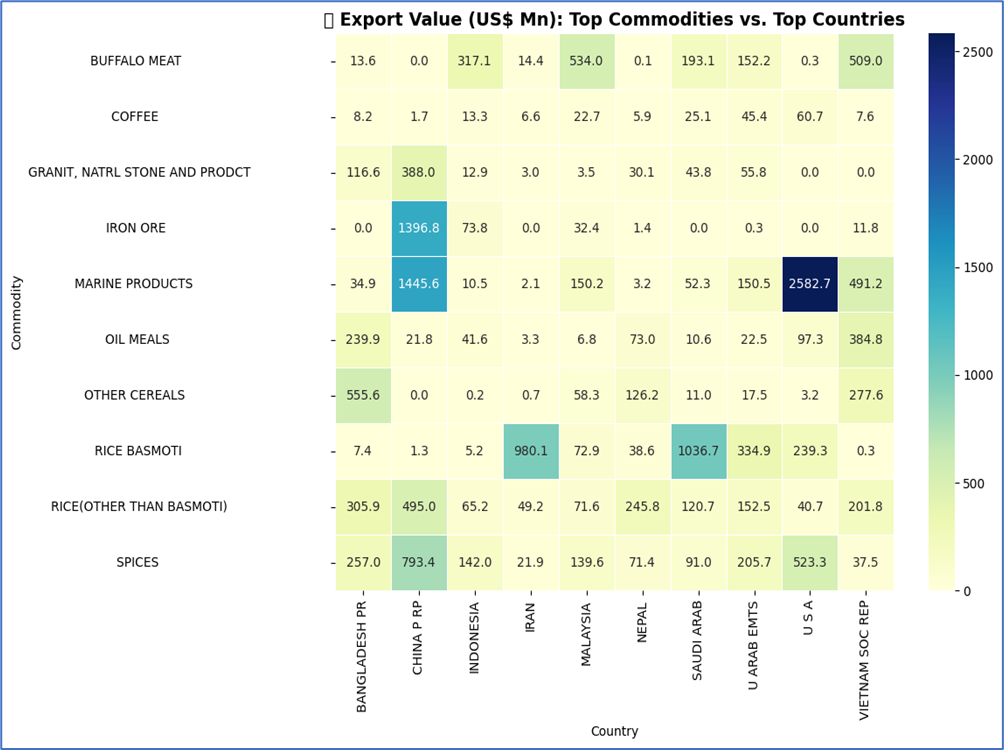 Export Value (US$ Mn): Top Commodities vs. Top Countries
BUFFALO MEAT 13.6 0.0 317.1 14.4 534.0 0.1 193.1 152.2 0.3 509.0
COFFEE 8.2 1.7 13.3 6.6 22.7 5.9 25.1 45.4 60.7 7.6
GRANIT, NATRL STONE AND PRODCT 116.6 388.0 12.9 3.0 3.5 30.1 43.8 55.8 0.0 0.0
IRON ORE 0.0 1396.8 73.8 0.0 32.4 1.4 0.0 0.3 0.0 11.8
MARINE PRODUCTS 34.9 1445.6 10.5 2.1 150.2 3.2 52.3 150.5 2582.7 491.2
OIL MEALS 239.9 21.8 41.6 3.3 6.8 73.0 10.6 22.5 97.3 384.8
OTHER CEREALS 555.6 0.0 0.2 0.7 58.3 126.2 11.0 17.5 3.2 277.6
RICE BASMOTI 7.4 1.3 5.2 980.1 72.9 38.6 1036.7 334.9 239.3 0.3
RICE(OTHER THAN BASMOTI) 305.9 495.0 65.2 49.2 71.6 245.8 120.7 152.5 40.7 201.8
SPICES 257.0 793.4 142.0 21.9 139.6 71.4 91.0 205.7 523.3 37.5
Commodity
BANGLADESH PR
CHINA P RP
INDONESIA
IRAN
MALAYSIA
NEPAL
SAUDI ARAB
U ARAB EMTS
U S A
VIETNAM SOC REP
Country
2500
2000
1500
1000
500
0